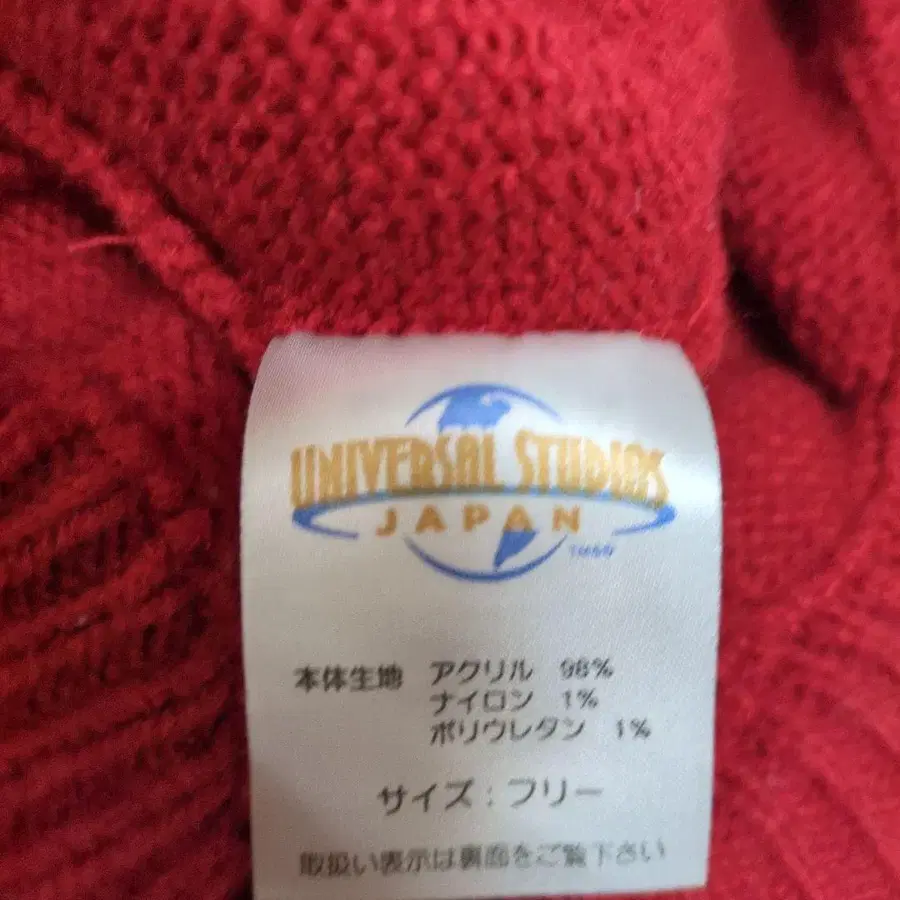 UNIVERSAL STUDIOS
JAPAN
本体生地 アクリル 98%
ナイロン 1%
ポリウレタン 1%
サイズ:フリー
取扱い表示は裏面をご覧下さい